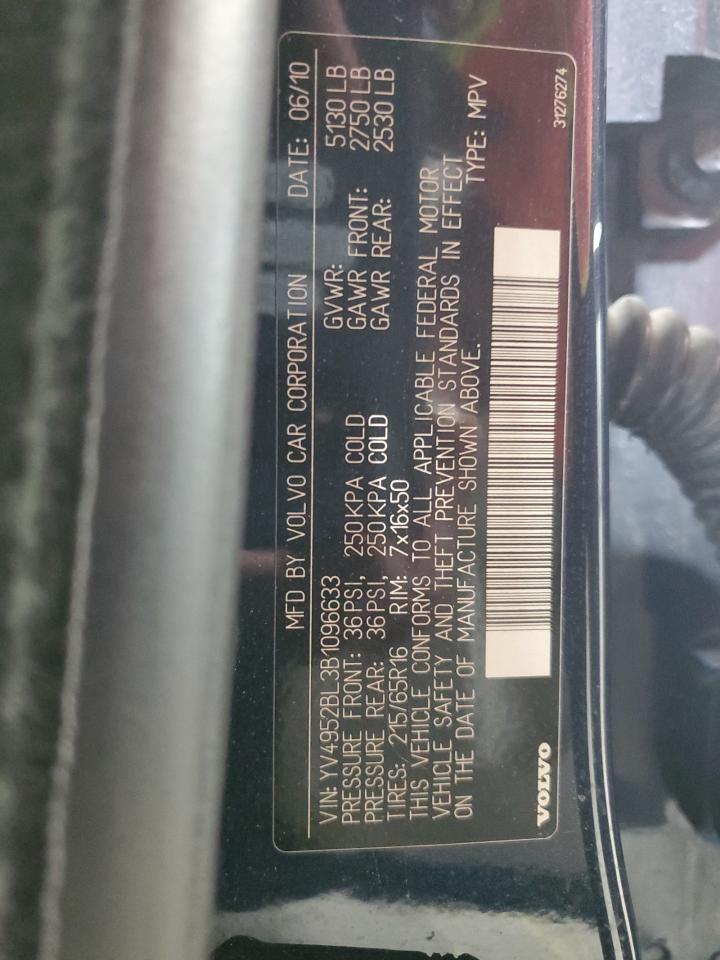 MFD BY VOLVO CAR CORPORATION DATE: 06/10
VIN: YV4952BL3B1096633 GVWR: 5130 LB
PRESSURE FRONT: 36 PSI, 250 KPA COLD GAWR FRONT: 2750 LB
PRESSURE REAR: 36 PSI, 250 KPA COLD GAWR REAR: 2530 LB
TIRES: 215/65R16 RIM: 7x16x50
THIS VEHICLE CONFORMS TO ALL APPLICABLE FEDERAL MOTOR
VEHICLE SAFETY AND THEFT PREVENTION STANDARDS IN EFFECT
ON THE DATE OF MANUFACTURE SHOWN ABOVE. TYPE: MPV
VOLVO 31276274